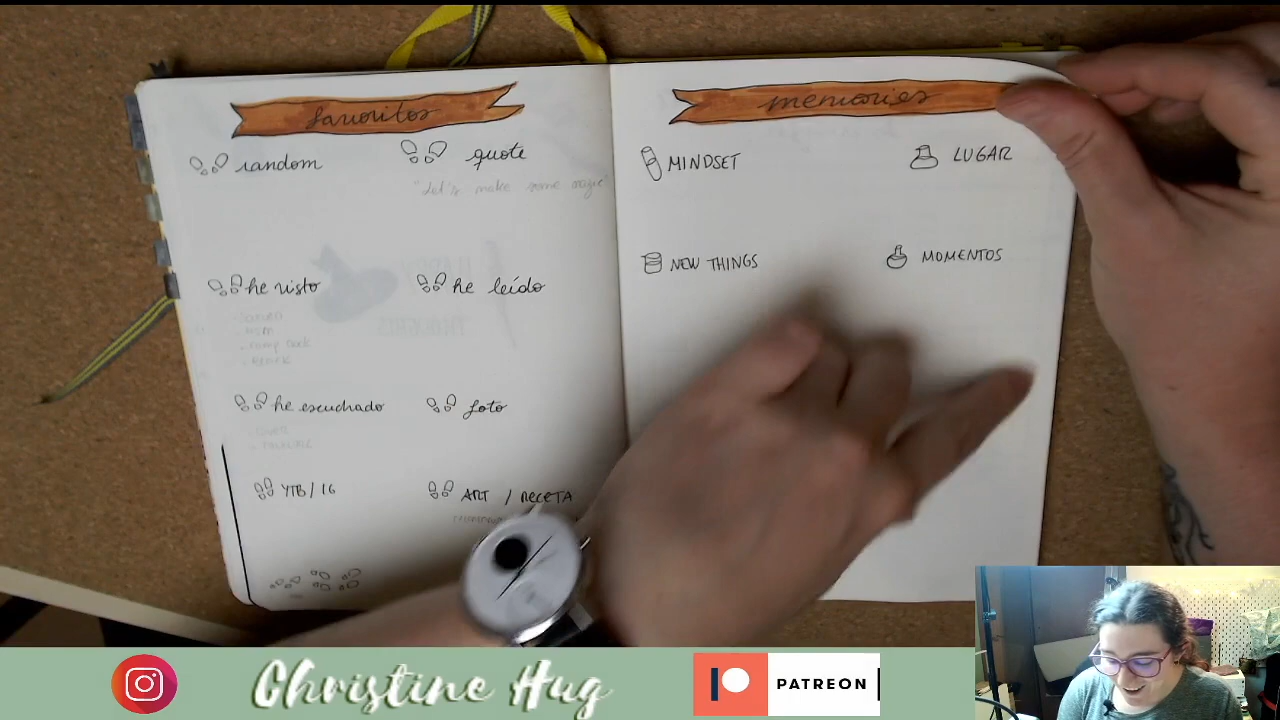 favoritos
random
quote
"Let's make some magic"
he visto
he leído
he escuchado
foto
YTB/IG
ART / RECETA
memories
MINDSET
LUGAR
NEW THINGS
MOMENTOS
Christine Hug
PATREON